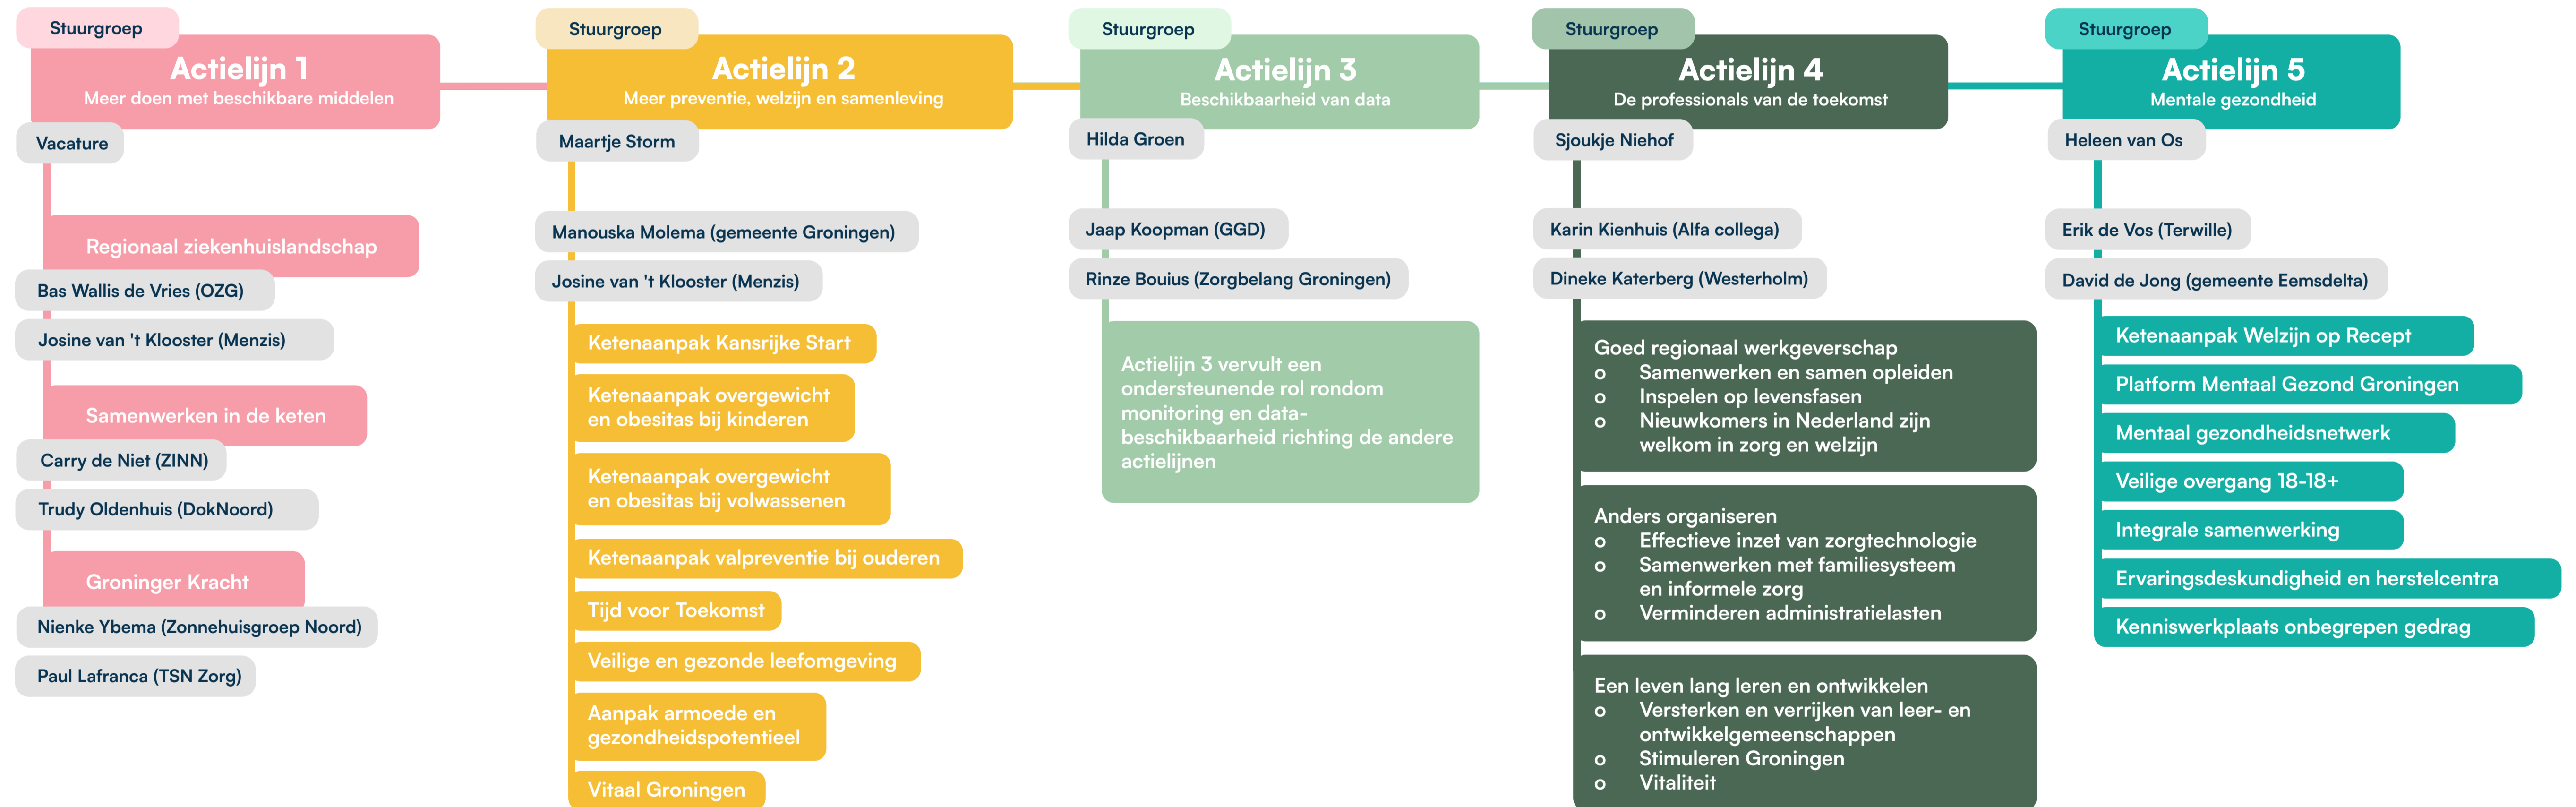 Stuurgroep
Actielijn 1
Meer doen met beschikbare middelen
Vacature
Regionaal ziekenhuislandschap
Bas Wallis de Vries (OZG)
Josine van 't Klooster (Menzis)
Samenwerken in de keten
Carry de Niet (ZINN)
Trudy Oldenhuis (DokNoord)
Groninger Kracht
Nienke Ybema (Zonnehuisgroep Noord)
Paul Lafranca (TSN Zorg)
Stuurgroep
Actielijn 2
Meer preventie, welzijn en samenleving
Maartje Storm
Manouska Molema (gemeente Groningen)
Josine van 't Klooster (Menzis)
Ketenaanpak Kansrijke Start
Ketenaanpak overgewicht
en obesitas bij kinderen
Ketenaanpak overgewicht
en obesitas bij volwassenen
Ketenaanpak valpreventie bij ouderen
Tijd voor Toekomst
Veilige en gezonde leefomgeving
Aanpak armoede en
gezondheidspotentieel
Vitaal Groningen
Stuurgroep
Actielijn 3
Beschikbaarheid van data
Hilda Groen
Jaap Koopman (GGD)
Rinze Bouius (Zorgbelang Groningen)
Actielijn 3 vervult een
ondersteunende rol rondom
monitoring en data-
beschikbaarheid richting de andere
actielijnen
Stuurgroep
Actielijn 4
De professionals van de toekomst
Sjoukje Niehof
Karin Kienhuis (Alfa collega)
Dineke Katerberg (Westerholm)
Goed regionaal werkgeverschap
o Samenwerken en samen opleiden
o Inspelen op levensfasen
o Nieuwkomers in Nederland zijn
welkom in zorg en welzijn
Anders organiseren
o Effectieve inzet van zorgtechnologie
o Samenwerken met familiesysteem
en informele zorg
o Verminderen administratielasten
Een leven lang leren en ontwikkelen
o Versterken en verrijken van leer- en
ontwikkelgemeenschappen
o Stimuleren Groningen
o Vitaliteit
Stuurgroep
Actielijn 5
Mentale gezondheid
Heleen van Os
Erik de Vos (Terwille)
David de Jong (gemeente Eemsdelta)
Ketenaanpak Welzijn op Recept
Platform Mentaal Gezond Groningen
Mentaal gezondheidsnetwerk
Veilige overgang 18-18+
Integrale samenwerking
Ervaringsdeskundigheid en herstelcentra
Kenniswerkplaats onbegrepen gedrag